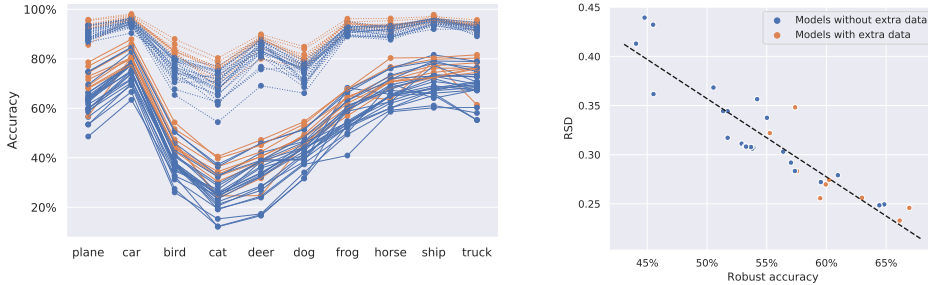 100%
80%
60%
40%
20%
Accuracy
plane car bird cat deer dog frog horse ship truck
0.45
0.40
0.35
0.30
0.25
RSD
Models without extra data
Models with extra data
45% 50% 55% 60% 65%
Robust accuracy